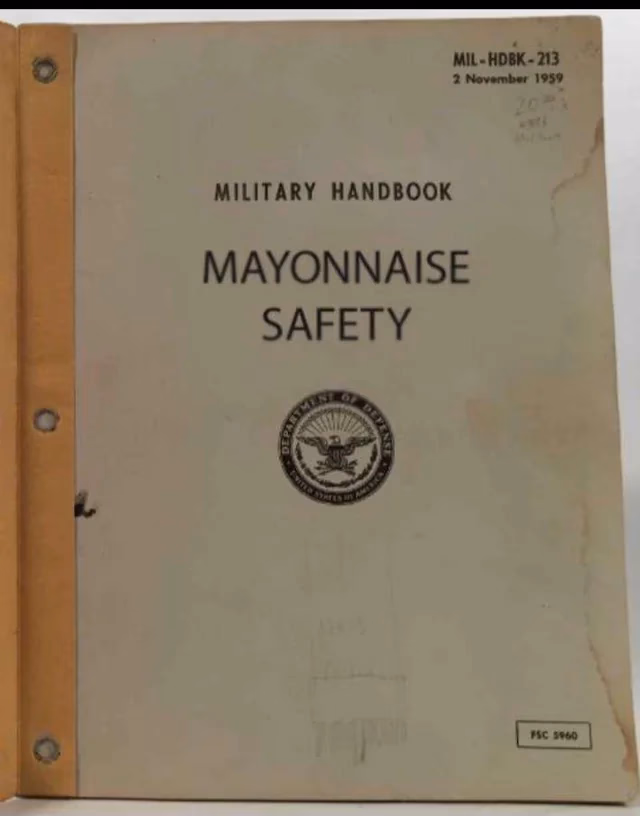 MIL-HDBK-213
2 November 1959
MILITARY HANDBOOK
MAYONNAISE
SAFETY
DEPARTMENT OF DEFENSE
UNITED STATES OF AMERICA
FSC 5960